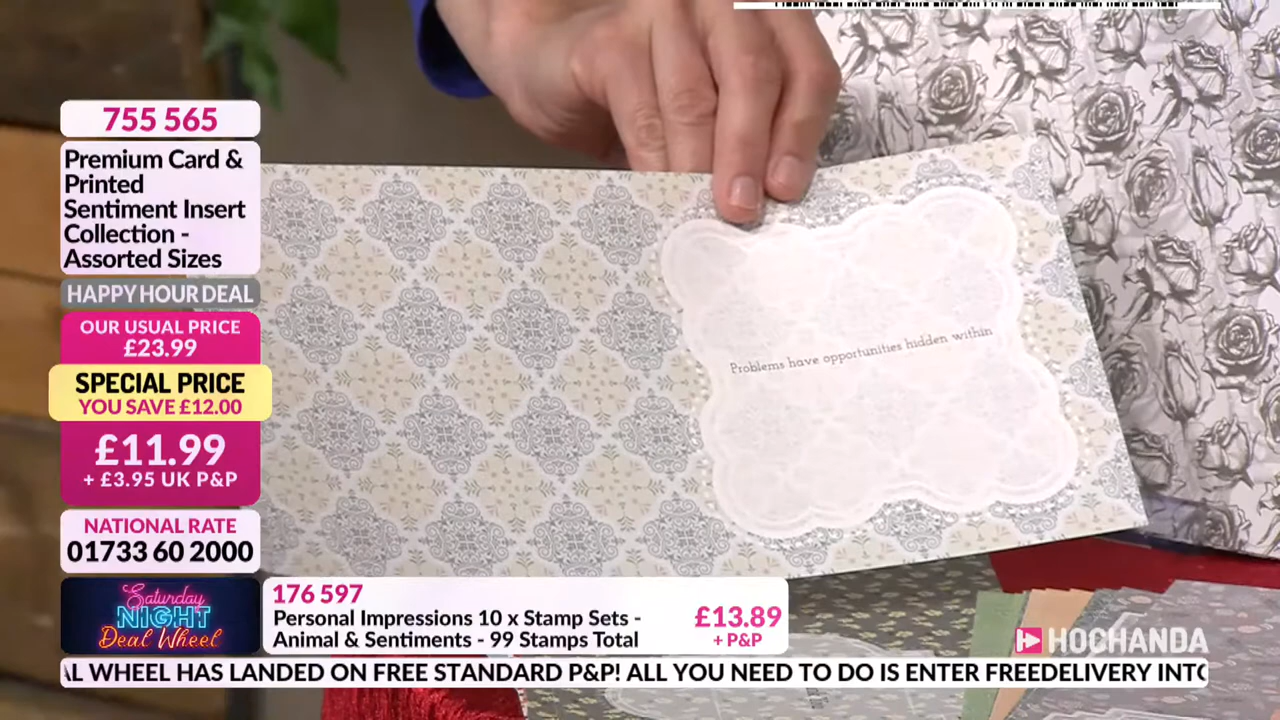 755 565
Premium Card &
Printed
Sentiment Insert
Collection -
Assorted Sizes
HAPPY HOUR DEAL
OUR USUAL PRICE
£23.99
SPECIAL PRICE
YOU SAVE £12.00
£11.99
+ £3.95 UK P&P
NATIONAL RATE
01733 60 2000
Problems have opportunities hidden within
Saturday
NIGHT
Deal Wheel
176 597
Personal Impressions 10 x Stamp Sets -
Animal & Sentiments - 99 Stamps Total
£13.89
+ P&P
HOCHANDA
AL WHEEL HAS LANDED ON FREE STANDARD P&P! ALL YOU NEED TO DO IS ENTER FREEDELIVERY INTO